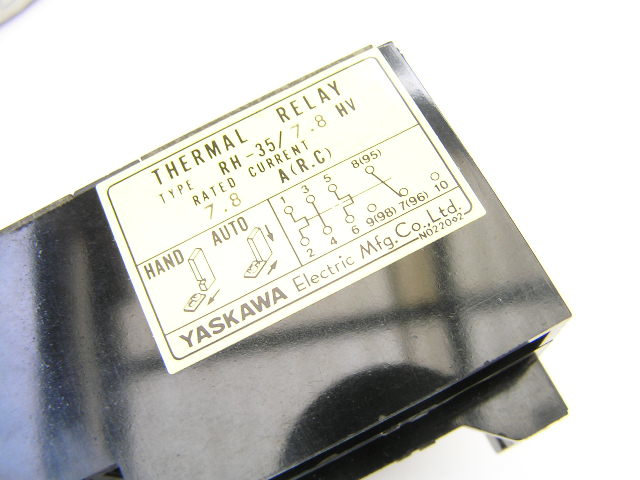 THERMAL RELAY
TYPE RH-35/7.8 HV
RATED CURRENT
7.8 A(R.C)
HAND AUTO
1 3 5 8(95)
2 4 6 9(98) 7(96) 10
YASKAWA Electric Mfg.Co.,Ltd.
ND22092